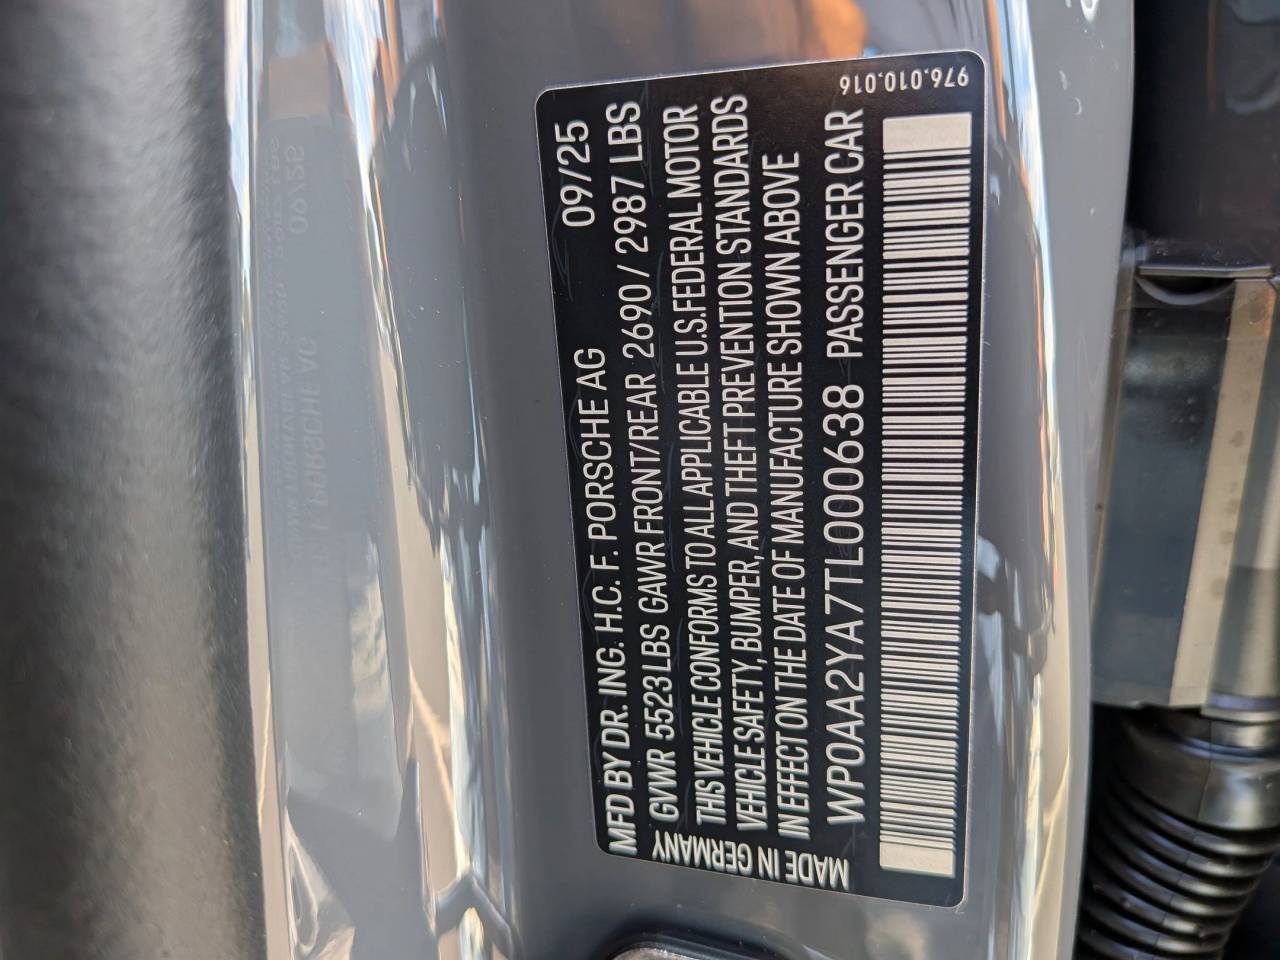 MFD BY DR. ING. H.C. F. PORSCHE AG 09/25
GVWR 5523 LBS GAWR FRONT/REAR 2690 / 2987 LBS
THIS VEHICLE CONFORMS TO ALL APPLICABLE U.S.FEDERAL MOTOR
VEHICLE SAFETY, BUMPER, AND THEFT PREVENTION STANDARDS
IN EFFECT ON THE DATE OF MANUFACTURE SHOWN ABOVE
WP0AA2YA7TL000638 PASSENGER CAR
MADE IN GERMANY
976.010.016